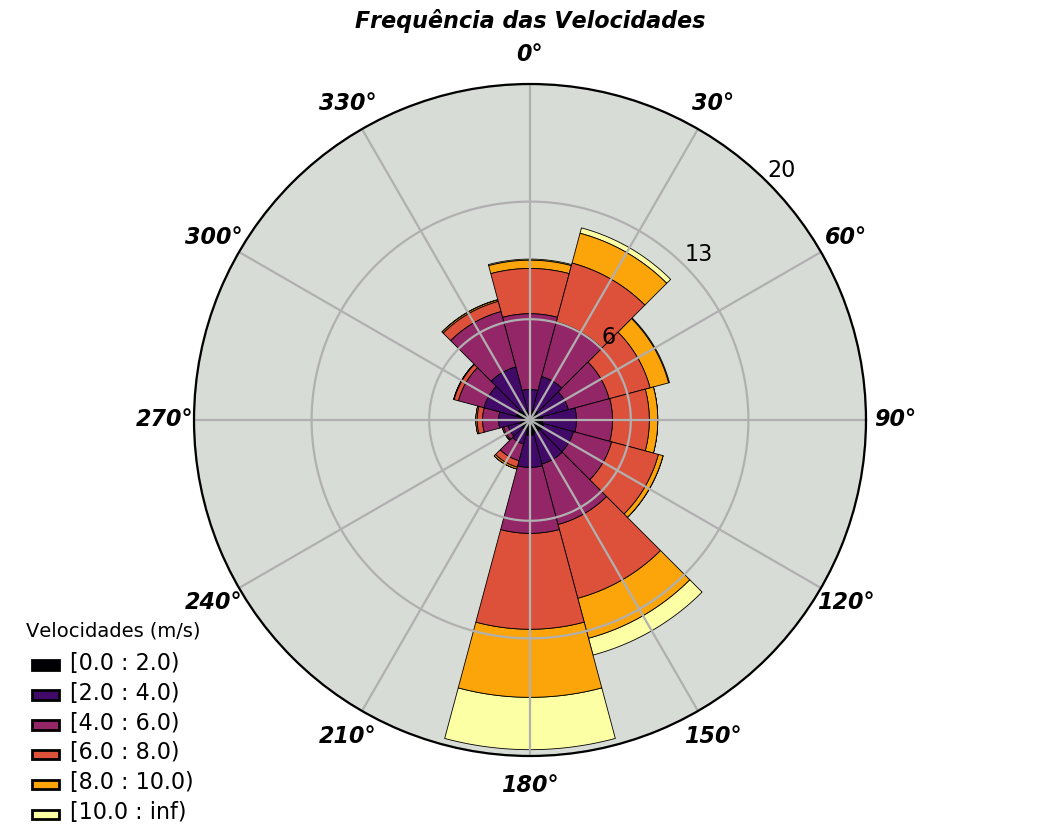 Frequência das Velocidades
0°
330°
30°
20
300°
60°
13
6
270°
90°
240°
120°
210°
150°
180°
Velocidades (m/s)
[0.0 : 2.0)
[2.0 : 4.0)
[4.0 : 6.0)
[6.0 : 8.0)
[8.0 : 10.0)
[10.0 : inf)